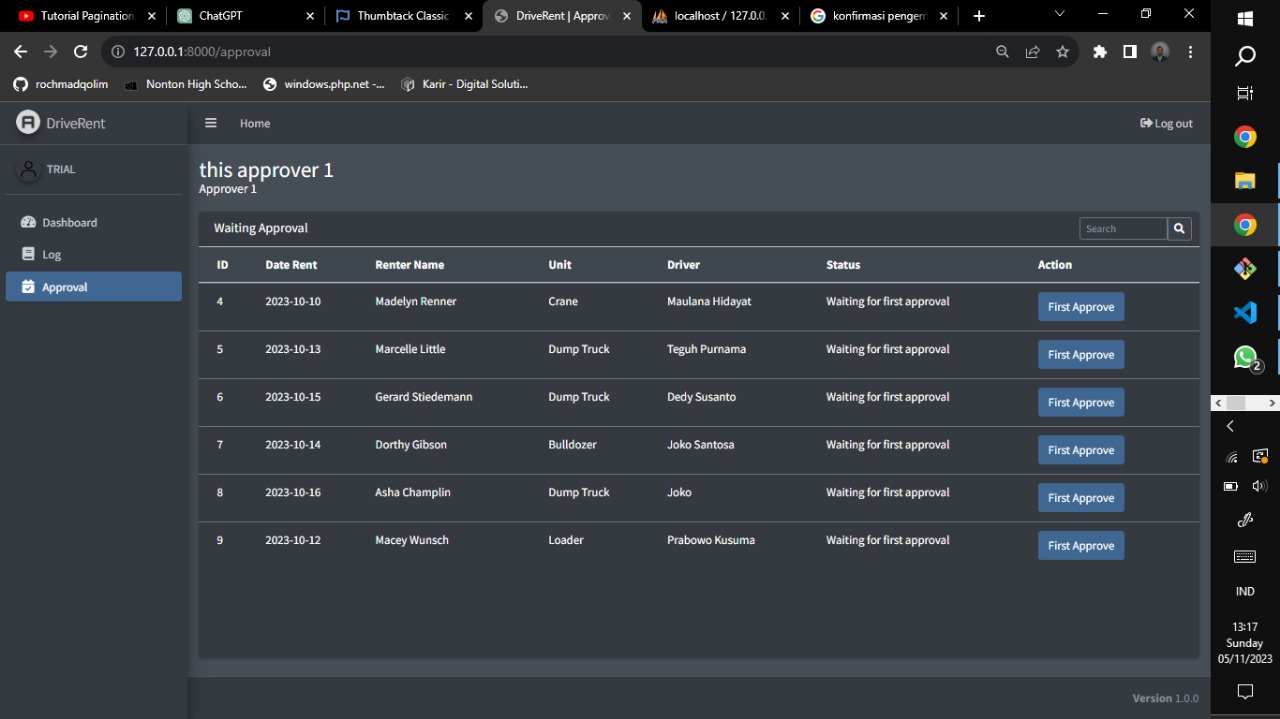 Tutorial Pagination
ChatGPT
Thumbtack Classic
DriveRent | Approv
localhost / 127.0.0.
konfirmasi pengem
127.0.0.1:8000/approval
rochmadqolim
Nonton High Scho...
windows.php.net -...
Karir - Digital Soluti...
DriveRent
Home
Log out
TRIAL
Dashboard
Log
Approval
this approver 1
Approver 1
Waiting Approval
Search
ID Date Rent Renter Name Unit Driver Status Action
4 2023-10-10 Madelyn Renner Crane Maulana Hidayat Waiting for first approval First Approve
5 2023-10-13 Marcelle Little Dump Truck Teguh Purnama Waiting for first approval First Approve
6 2023-10-15 Gerard Stiedemann Dump Truck Dedy Susanto Waiting for first approval First Approve
7 2023-10-14 Dorthy Gibson Bulldozer Joko Santosa Waiting for first approval First Approve
8 2023-10-16 Asha Champlin Dump Truck Joko Waiting for first approval First Approve
9 2023-10-12 Macey Wunsch Loader Prabowo Kusuma Waiting for first approval First Approve
Version 1.0.0
2
IND
13:17
Sunday
05/11/2023